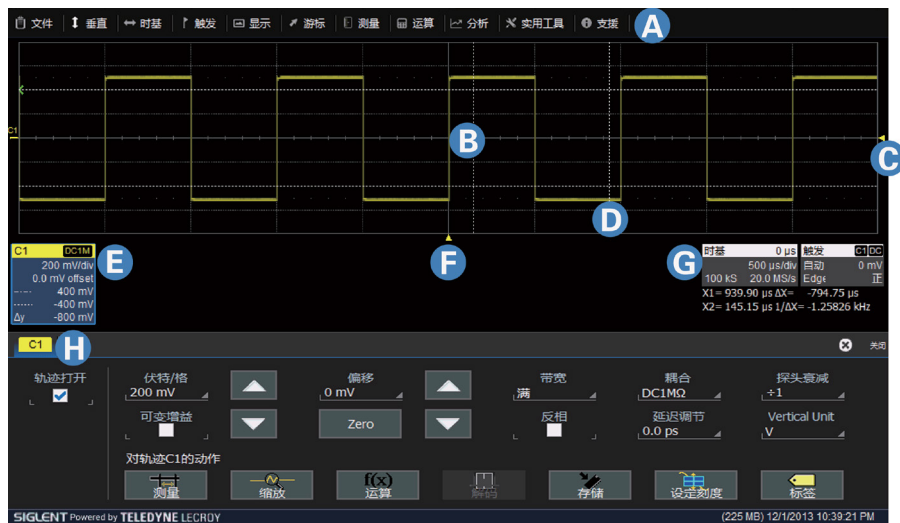 文件 垂直 时基 触发 显示 游标 测量 运算 分析 实用工具 支援 A
C1
B
C
D
C1 DC1M E F G 时基 0 µs 触发 C1 DC
200 mV/div 500 µs/div 自动 0 mV
0.0 mV offset 100 kS 20.0 MS/s Edge 正
400 mV X1= 939.90 µs ΔX= -794.75 µs
-400 mV X2= 145.15 µs 1/ΔX= -1.25826 kHz
Δy -800 mV
C1 H 关闭
轨迹打开 伏特/格 偏移 带宽 耦合 探头衰减
200 mV 0 mV 满 DC1MΩ ÷1
可变增益 Zero 反相 延迟调节 Vertical Unit
0.0 ps V
对轨迹C1的动作
f(x)
测量 缩放 运算 解码 存储 设定刻度 标签
SIGLENT Powered by TELEDYNE LECROY (225 MB) 12/1/2013 10:39:21 PM